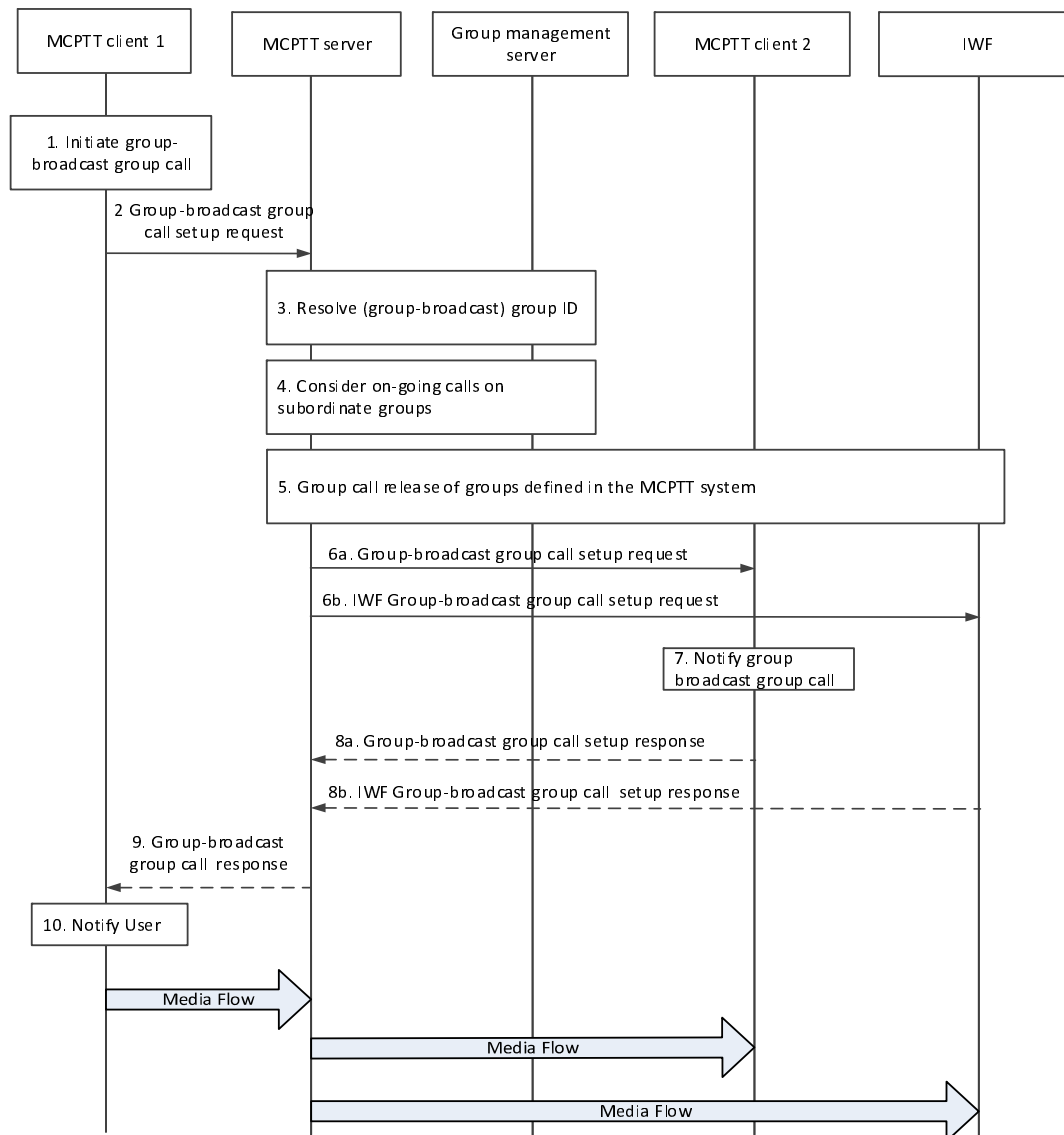 MCPTT client 1
MCPTT server
Group management
server
MCPTT client 2
IWF
1. Initiate group-
broadcast group call
2 Group-broadcast group
call setup request
3. Resolve (group-broadcast) group ID
4. Consider on-going calls on
subordinate groups
5. Group call release of groups defined in the MCPTT system
6a. Group-broadcast group call setup request
6b. IWF Group-broadcast group call setup request
7. Notify group
broadcast group call
8a. Group-broadcast group call setup response
8b. IWF Group-broadcast group call setup response
9. Group-broadcast
group call response
10. Notify User
Media Flow
Media Flow
Media Flow